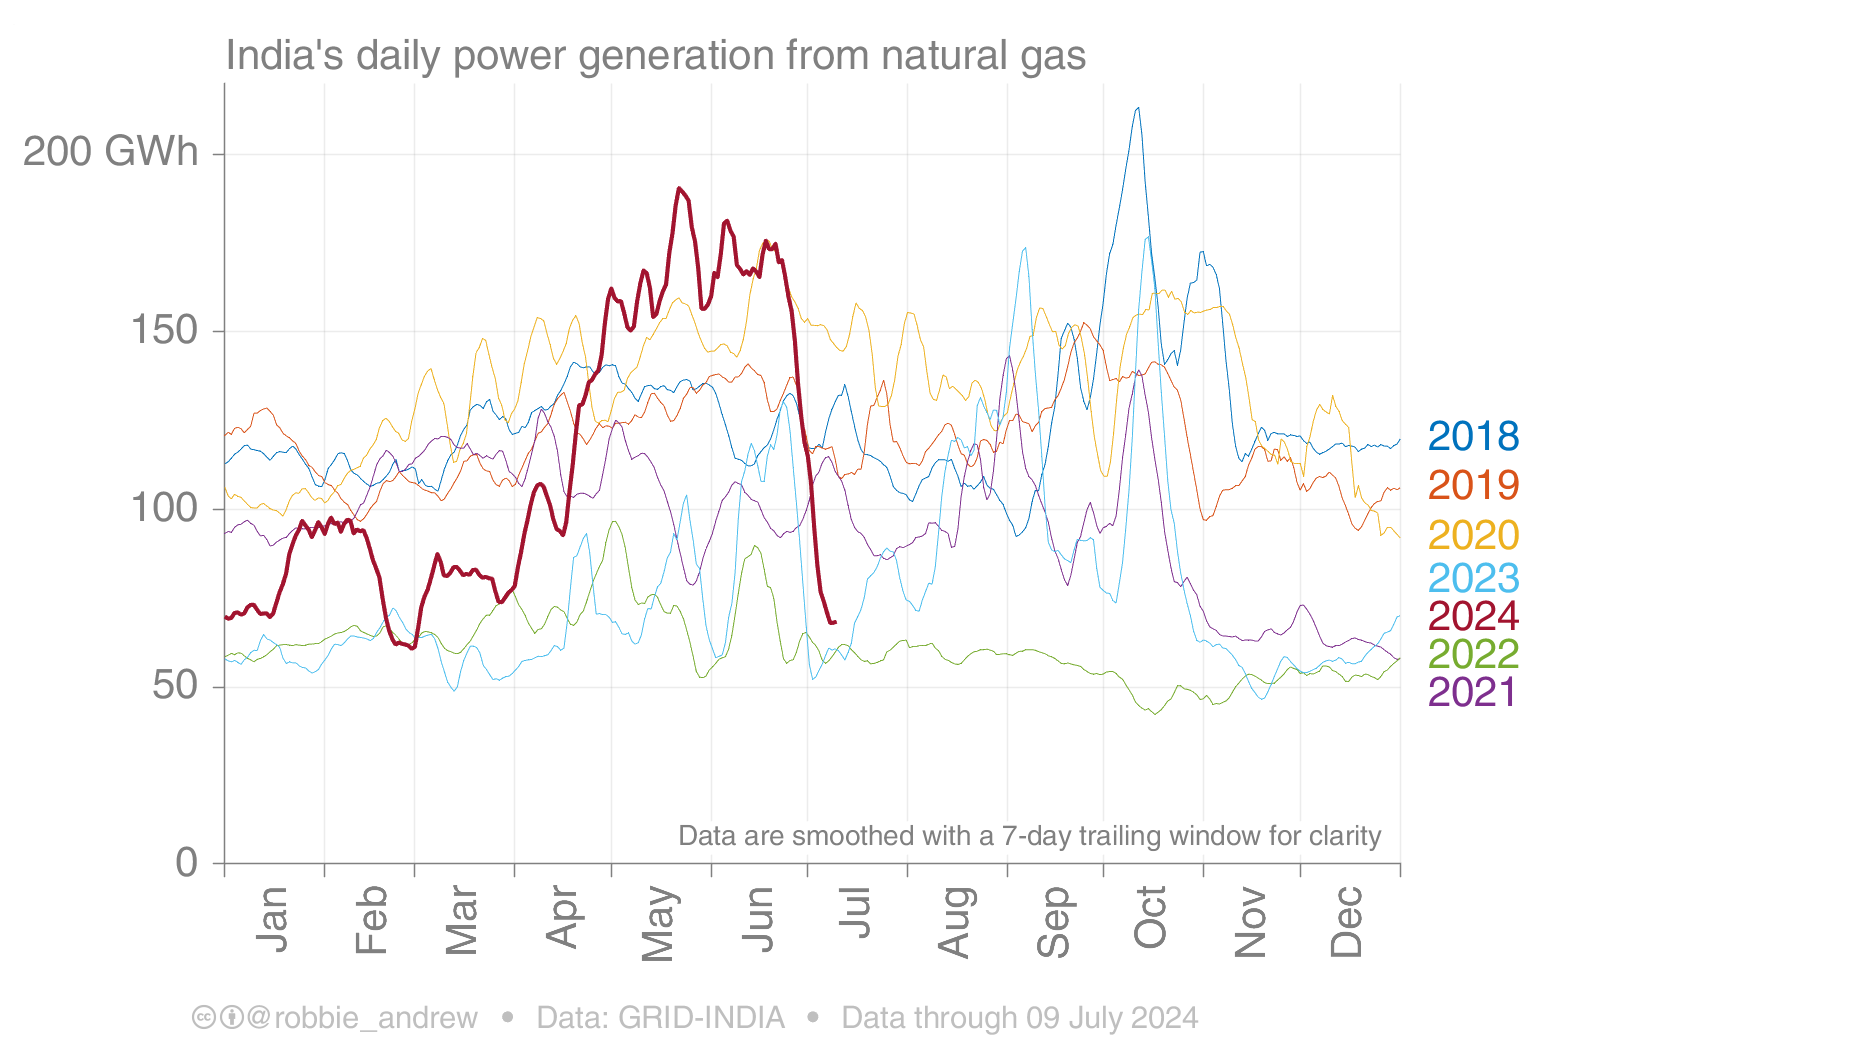 India's daily power generation from natural gas
200 GWh
150
100
50
0
2018
2019
2020
2023
2024
2022
2021
Data are smoothed with a 7-day trailing window for clarity
Jan Feb Mar Apr May Jun Jul Aug Sep Oct Nov Dec
cc @robbie_andrew • Data: GRID-INDIA • Data through 09 July 2024